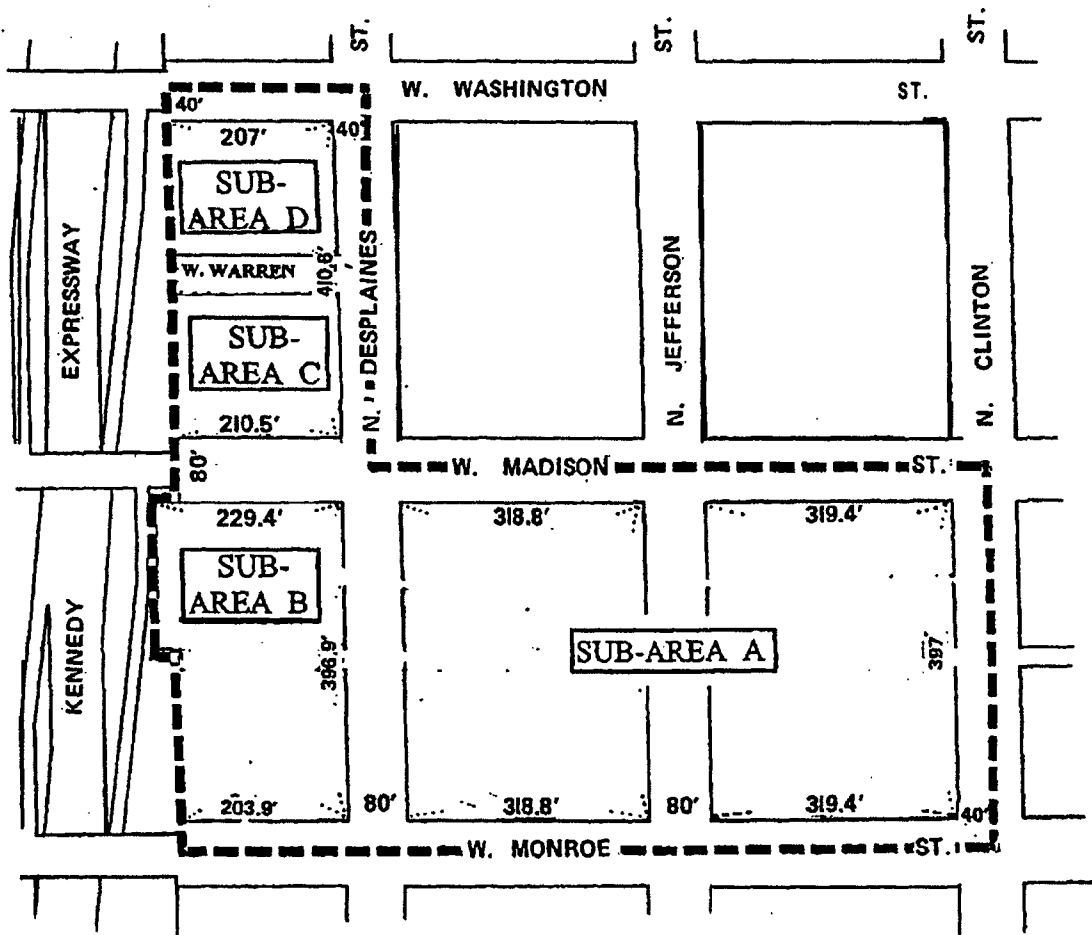 ST.
ST.
ST.
W. WASHINGTON ST.
40'
207'
40'
SUB-
AREA D
W. WARREN
410.8'
EXPRESSWAY
N. DESPLAINES
N. JEFFERSON
N. CLINTON
SUB-
AREA C
210.5'
80'
W. MADISON ST.
229.4'
318.8'
319.4'
SUB-
AREA B
SUB-AREA A
KENNEDY
396.9'
397'
203.9'
80'
318.8'
80'
319.4'
40'
W. MONROE ST.